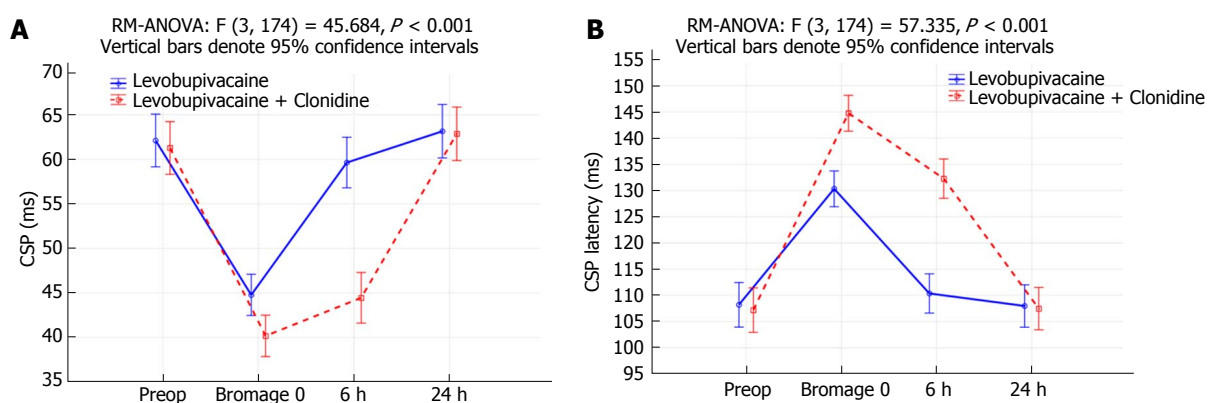 A
RM-ANOVA: F (3, 174) = 45.684, P < 0.001
Vertical bars denote 95% confidence intervals
70
65
60
55
50
45
40
35
CSP (ms)
Levobupivacaine
Levobupivacaine + Clonidine
Preop Bromage 0 6 h 24 h
B
RM-ANOVA: F (3, 174) = 57.335, P < 0.001
Vertical bars denote 95% confidence intervals
155
150
145
140
135
130
125
120
115
110
105
100
95
CSP latency (ms)
Levobupivacaine
Levobupivacaine + Clonidine
Preop Bromage 0 6 h 24 h